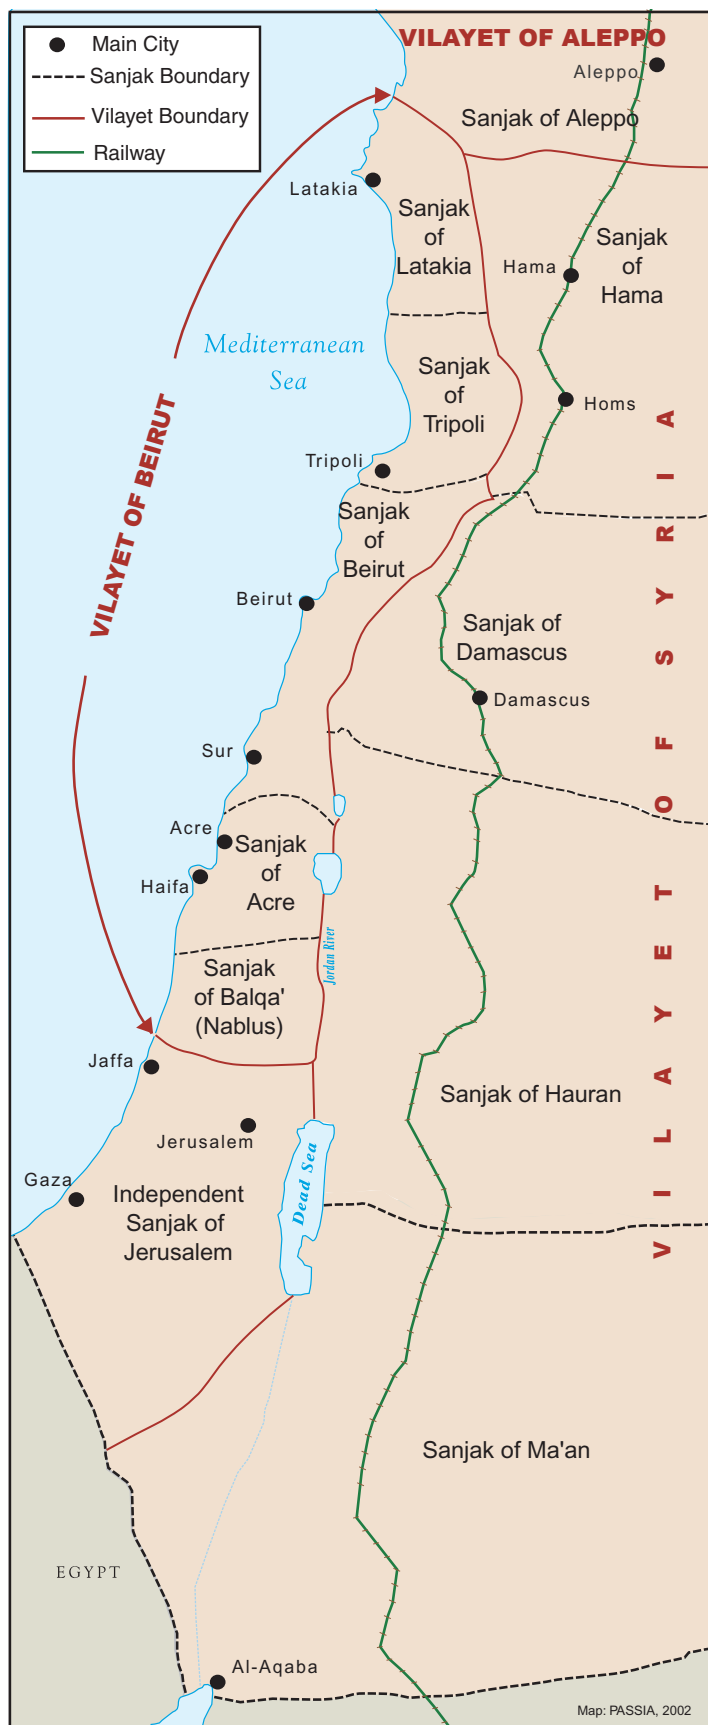 Main City
Sanjak Boundary
Vilayet Boundary
Railway
VILAYET OF ALEPPO
Aleppo
Sanjak of Aleppo
Latakia
Sanjak
of
Latakia
Sanjak
of
Hama
Hama
Mediterranean
Sea
Sanjak
of
Tripoli
Homs
VILAYET OF BEIRUT
Tripoli
Sanjak
of
Beirut
Beirut
Sanjak of
Damascus
Damascus
VILAYET OF SYRIA
Sur
Acre
Sanjak
of
Acre
Haifa
Jordan River
Sanjak
of Balqa'
(Nablus)
Jaffa
Sanjak of Hauran
Jerusalem
Dead Sea
Gaza
Independent
Sanjak of
Jerusalem
Sanjak of Ma'an
EGYPT
Al-Aqaba
Map: PASSIA, 2002